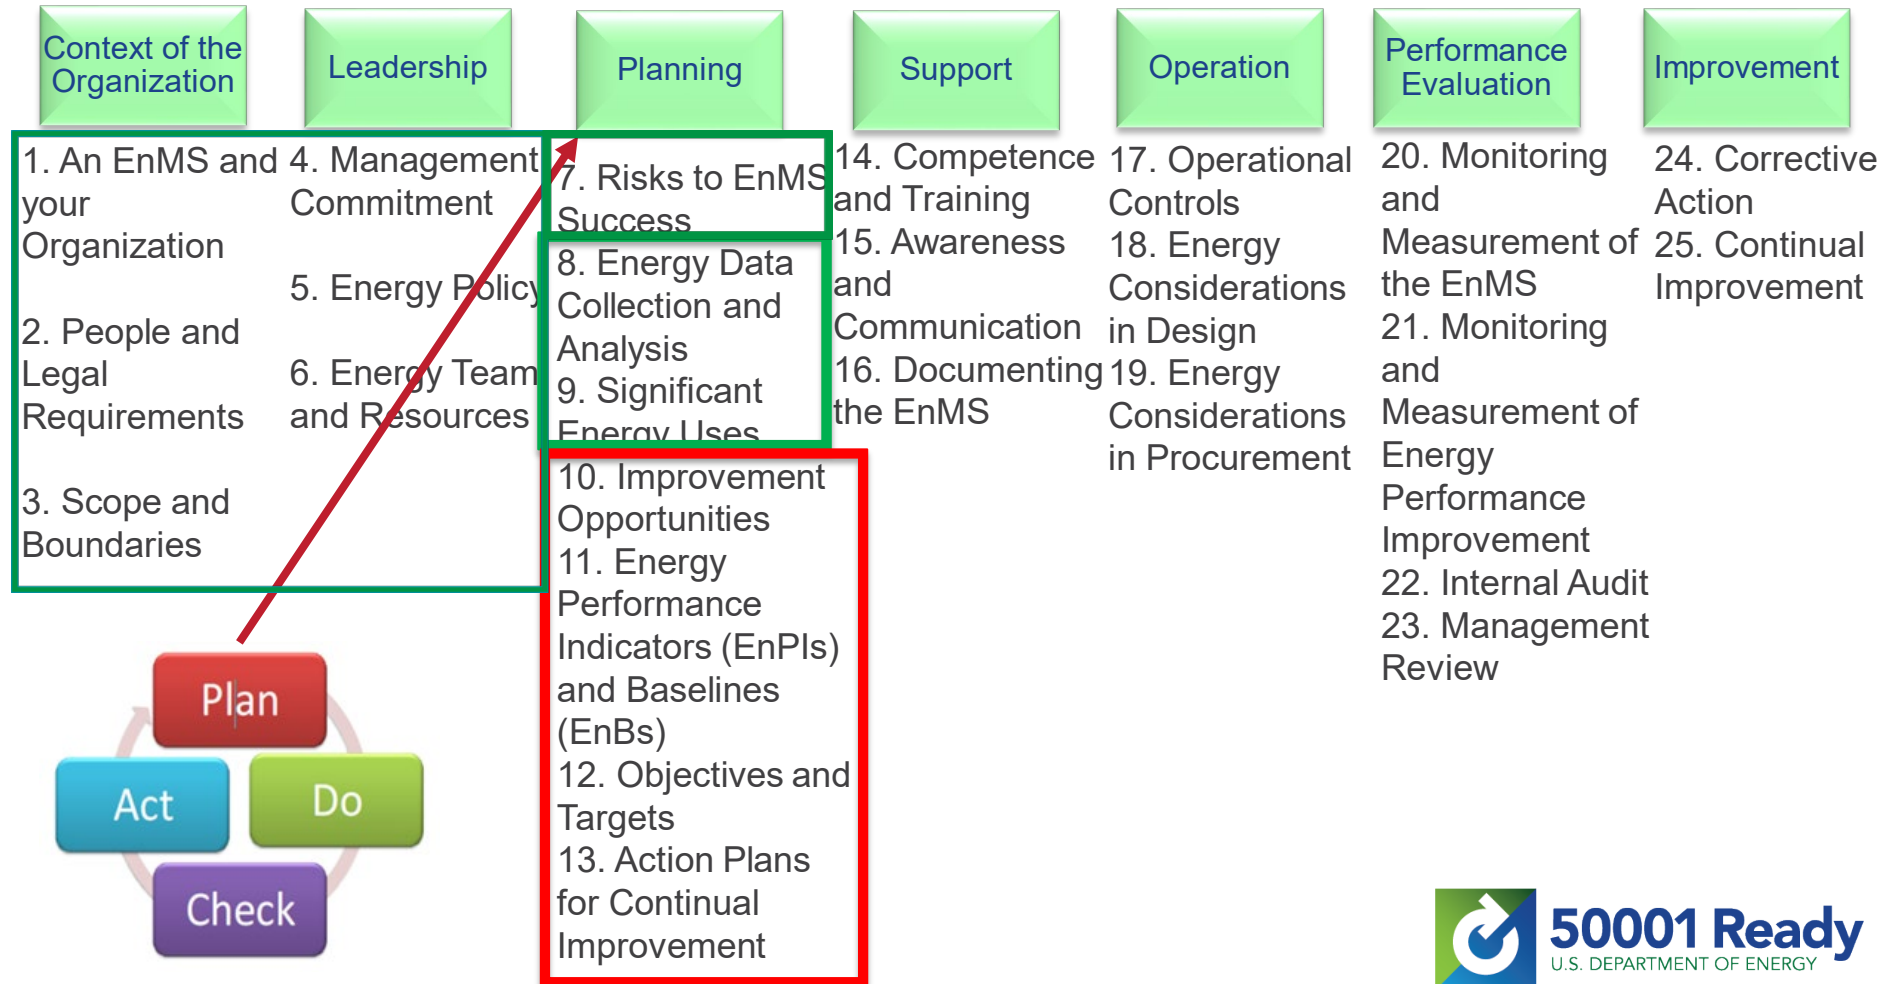 Context of the
Organization
Leadership
Planning
Support
Operation
Performance
Evaluation
Improvement
1. An EnMS and
your
Organization
2. People and
Legal
Requirements
3. Scope and
Boundaries
4. Management
Commitment
5. Energy Policy
6. Energy Team
and Resources
7. Risks to EnMS
Success
8. Energy Data
Collection and
Analysis
9. Significant
Energy Uses
10. Improvement
Opportunities
11. Energy
Performance
Indicators (EnPIs)
and Baselines
(EnBs)
12. Objectives and
Targets
13. Action Plans
for Continual
Improvement
14. Competence
and Training
15. Awareness
and
Communication
16. Documenting
the EnMS
17. Operational
Controls
18. Energy
Considerations
in Design
19. Energy
Considerations
in Procurement
20. Monitoring
and
Measurement of
the EnMS
21. Monitoring
and
Measurement of
Energy
Performance
Improvement
22. Internal Audit
23. Management
Review
24. Corrective
Action
25. Continual
Improvement
Plan
Act
Do
Check
50001 Ready
U.S. DEPARTMENT OF ENERGY